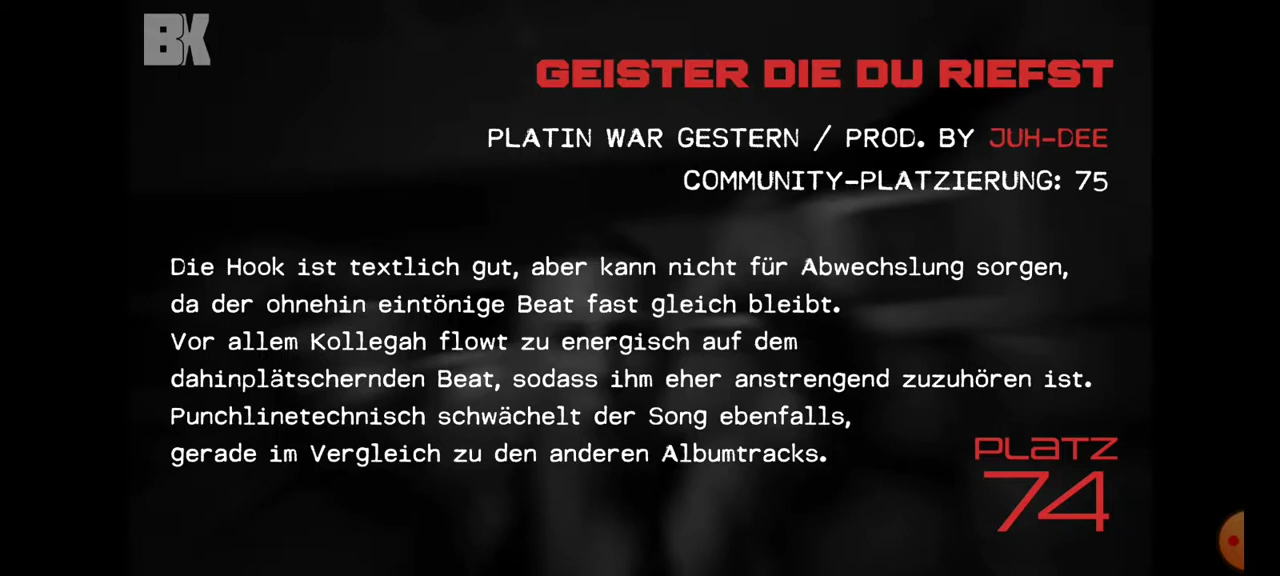 BK
GEISTER DIE DU RIEFST
PLATIN WAR GESTERN / PROD. BY JUH-DEE
COMMUNITY-PLATZIERUNG: 75
Die Hook ist textlich gut, aber kann nicht für Abwechslung sorgen,
da der ohnehin eintönige Beat fast gleich bleibt.
Vor allem Kollegah flowt zu energisch auf dem
dahinplätschernden Beat, sodass ihm eher anstrengend zuzuhören ist.
Punchlinetechnisch schwächelt der Song ebenfalls,
gerade im Vergleich zu den anderen Albumtracks.
PLATZ
74